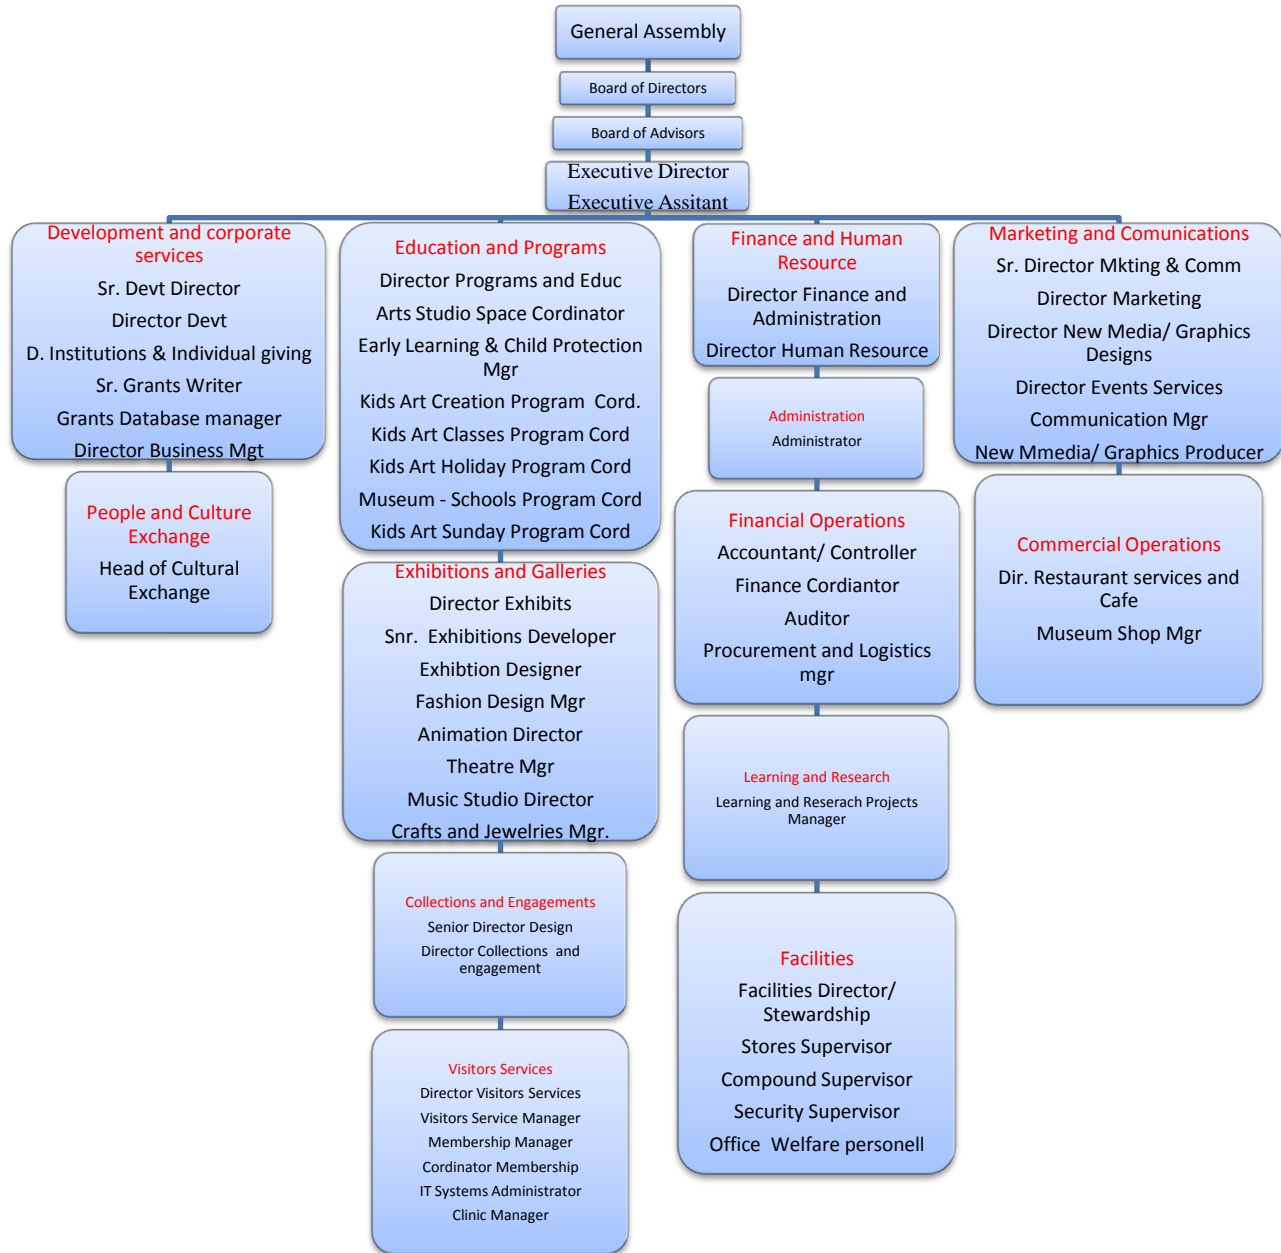 General Assembly
Board of Directors
Board of Advisors
Executive Director
Executive Assitant
Development and corporate
services
Sr. Devt Director
Director Devt
D. Institutions & Individual giving
Sr. Grants Writer
Grants Database manager
Director Business Mgt
People and Culture
Exchange
Head of Cultural
Exchange
Education and Programs
Director Programs and Educ
Arts Studio Space Cordinator
Early Learning & Child Protection
Mgr
Kids Art Creation Program Cord.
Kids Art Classes Program Cord
Kids Art Holiday Program Cord
Museum - Schools Program Cord
Kids Art Sunday Program Cord
Exhibitions and Galleries
Director Exhibits
Snr. Exhibitions Developer
Exhibtion Designer
Fashion Design Mgr
Animation Director
Theatre Mgr
Music Studio Director
Crafts and Jewelries Mgr.
Collections and Engagements
Senior Director Design
Director Collections and
engagement
Visitors Services
Director Visitors Services
Visitors Service Manager
Membership Manager
Cordinator Membership
IT Systems Administrator
Clinic Manager
Finance and Human
Resource
Director Finance and
Administration
Director Human Resource
Administration
Administrator
Financial Operations
Accountant/ Controller
Finance Cordiantor
Auditor
Procurement and Logistics
mgr
Learning and Research
Learning and Reserach Projects
Manager
Facilities
Facilities Director/
Stewardship
Stores Supervisor
Compound Supervisor
Security Supervisor
Office Welfare personell
Marketing and Comunications
Sr. Director Mkting & Comm
Director Marketing
Director New Media/ Graphics
Designs
Director Events Services
Communication Mgr
New Mmedia/ Graphics Producer
Commercial Operations
Dir. Restaurant services and
Cafe
Museum Shop Mgr